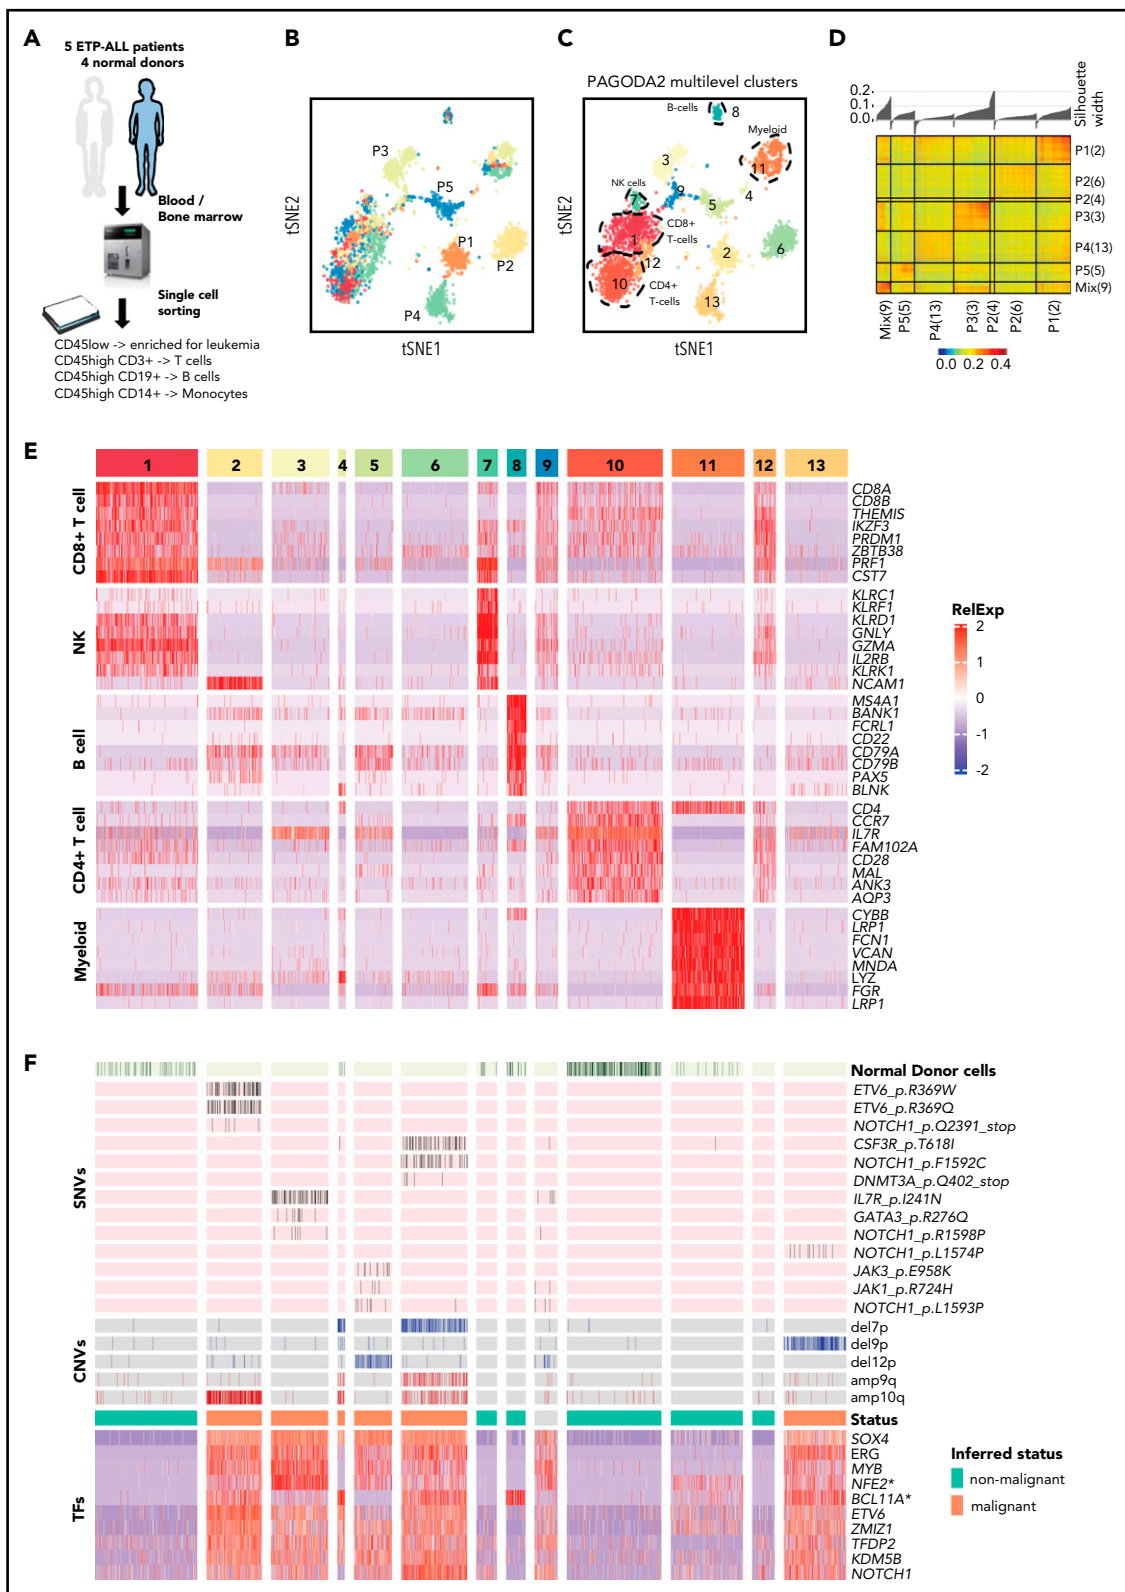 A
5 ETP-ALL patients
4 normal donors
Blood /
Bone marrow
Single cell
sorting
CD45low -> enriched for leukemia
CD45high CD3+ -> T cells
CD45high CD19+ -> B cells
CD45high CD14+ -> Monocytes
B
P3
P5
P1
P2
P4
tSNE2
tSNE1
C
PAGODA2 multilevel clusters
B-cells
8
Myeloid
11
3
NK cells
7
9
4
5
1
CD8+
T-cells
2
6
12
10
CD4+
T-cells
13
tSNE2
tSNE1
D
0.2
0.1
0.0
Silhouette
width
P1(2)
P2(6)
P2(4)
P3(3)
P4(13)
P5(5)
Mix(9)
Mix(9)
P5(5)
P4(13)
P3(3)
P2(4)
P2(6)
P1(2)
0.0 0.2 0.4
E
1 2 3 4 5 6 7 8 9 10 11 12 13
CD8+ T cell
CD8A
CD8B
THEMIS
IKZF3
PRDM1
ZBTB38
PRF1
CST7
NK
KLRC1
KLRF1
KLRD1
GNLY
GZMA
IL2RB
KLRK1
NCAM1
B cell
MS4A1
BANK1
FCRL1
CD22
CD79A
CD79B
PAX5
BLNK
CD4+ T cell
CD4
CCR7
IL7R
FAM102A
CD28
MAL
ANK3
AQP3
Myeloid
CYBB
LRP1
FCN1
VCAN
MNDA
LYZ
FGR
LRP1
RelExp
2
1
0
-1
-2
F
Normal Donor cells
SNVs
ETV6_p.R369W
ETV6_p.R369Q
NOTCH1_p.Q2391_stop
CSF3R_p.T618I
NOTCH1_p.F1592C
DNMT3A_p.Q402_stop
IL7R_p.I241N
GATA3_p.R276Q
NOTCH1_p.R1598P
NOTCH1_p.L1574P
JAK3_p.E958K
JAK1_p.R724H
NOTCH1_p.L1593P
CNVs
del7p
del9p
del12p
amp9q
amp10q
Status
TFs
SOX4
ERG
MYB
NFE2*
BCL11A*
ETV6
ZMIZ1
TFDP2
KDM5B
NOTCH1
Inferred status
non-malignant
malignant